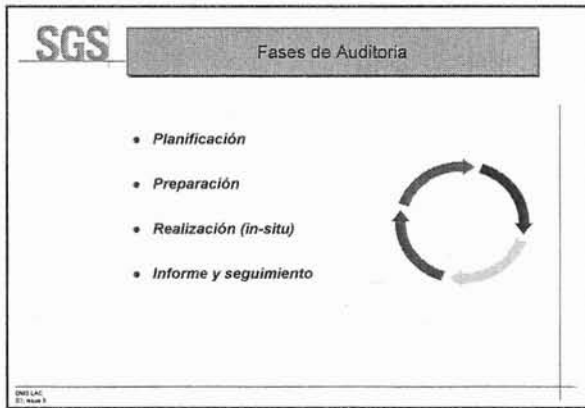 SGS
Fases de Auditoria
• Planificación
• Preparación
• Realización (in-situ)
• Informe y seguimiento